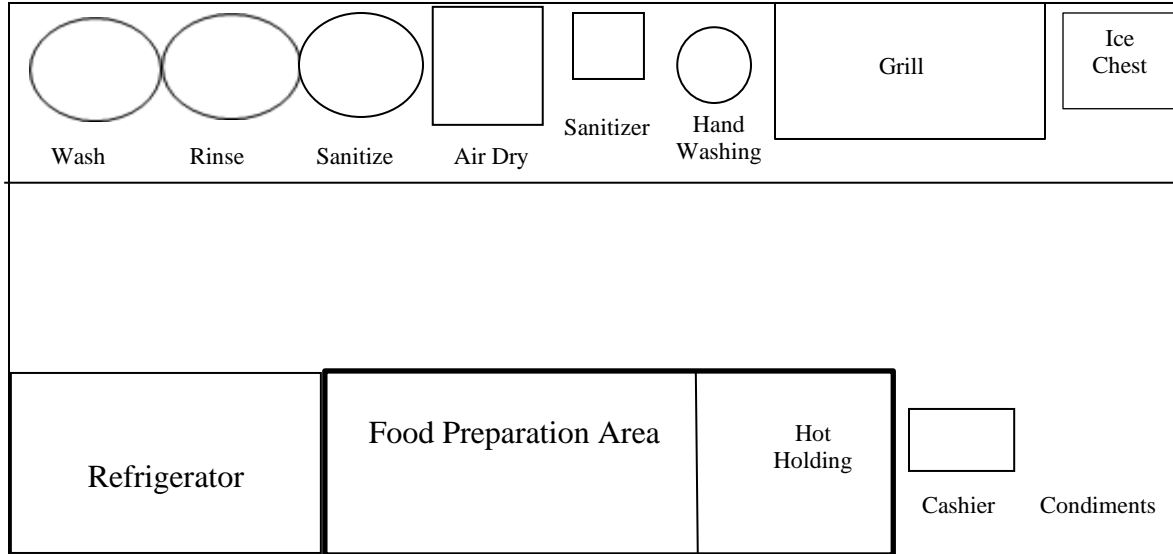 Wash
Rinse
Sanitize
Air Dry
Sanitizer
Hand
Washing
Grill
Ice
Chest
Refrigerator
Food Preparation Area
Hot
Holding
Cashier
Condiments